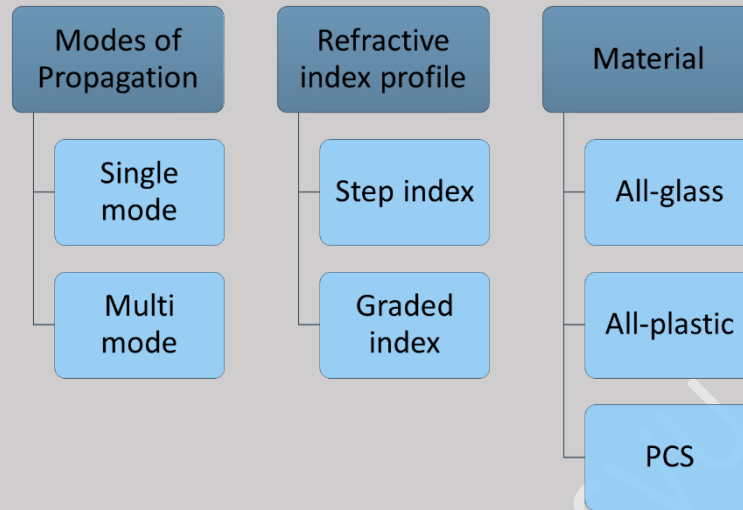 Modes of
Propagation
Single
mode
Multi
mode
Refractive
index profile
Step index
Graded
index
Material
All-glass
All-plastic
PCS